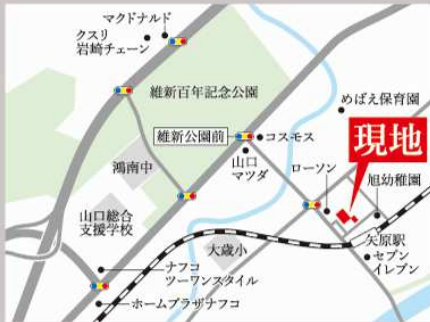 マクドナルド
クスリ
岩崎チェーン
維新百年記念公園
めばえ保育園
維新公園前
コスモス
現地
山口
マツダ
鴻南中
ローソン
旭幼稚園
山口総合
支援学校
大蔵小
矢原駅
セブン
イレブン
ナフコ
ツーワンスタイル
ホームプラザナフコ